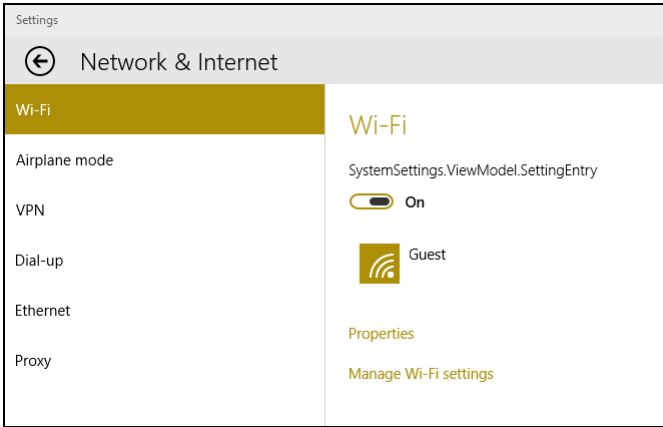 Settings
Network & Internet
Wi-Fi
Airplane mode
VPN
Dial-up
Ethernet
Proxy
Wi-Fi
SystemSettings.ViewModel.SettingEntry
On
Guest
Properties
Manage Wi-Fi settings